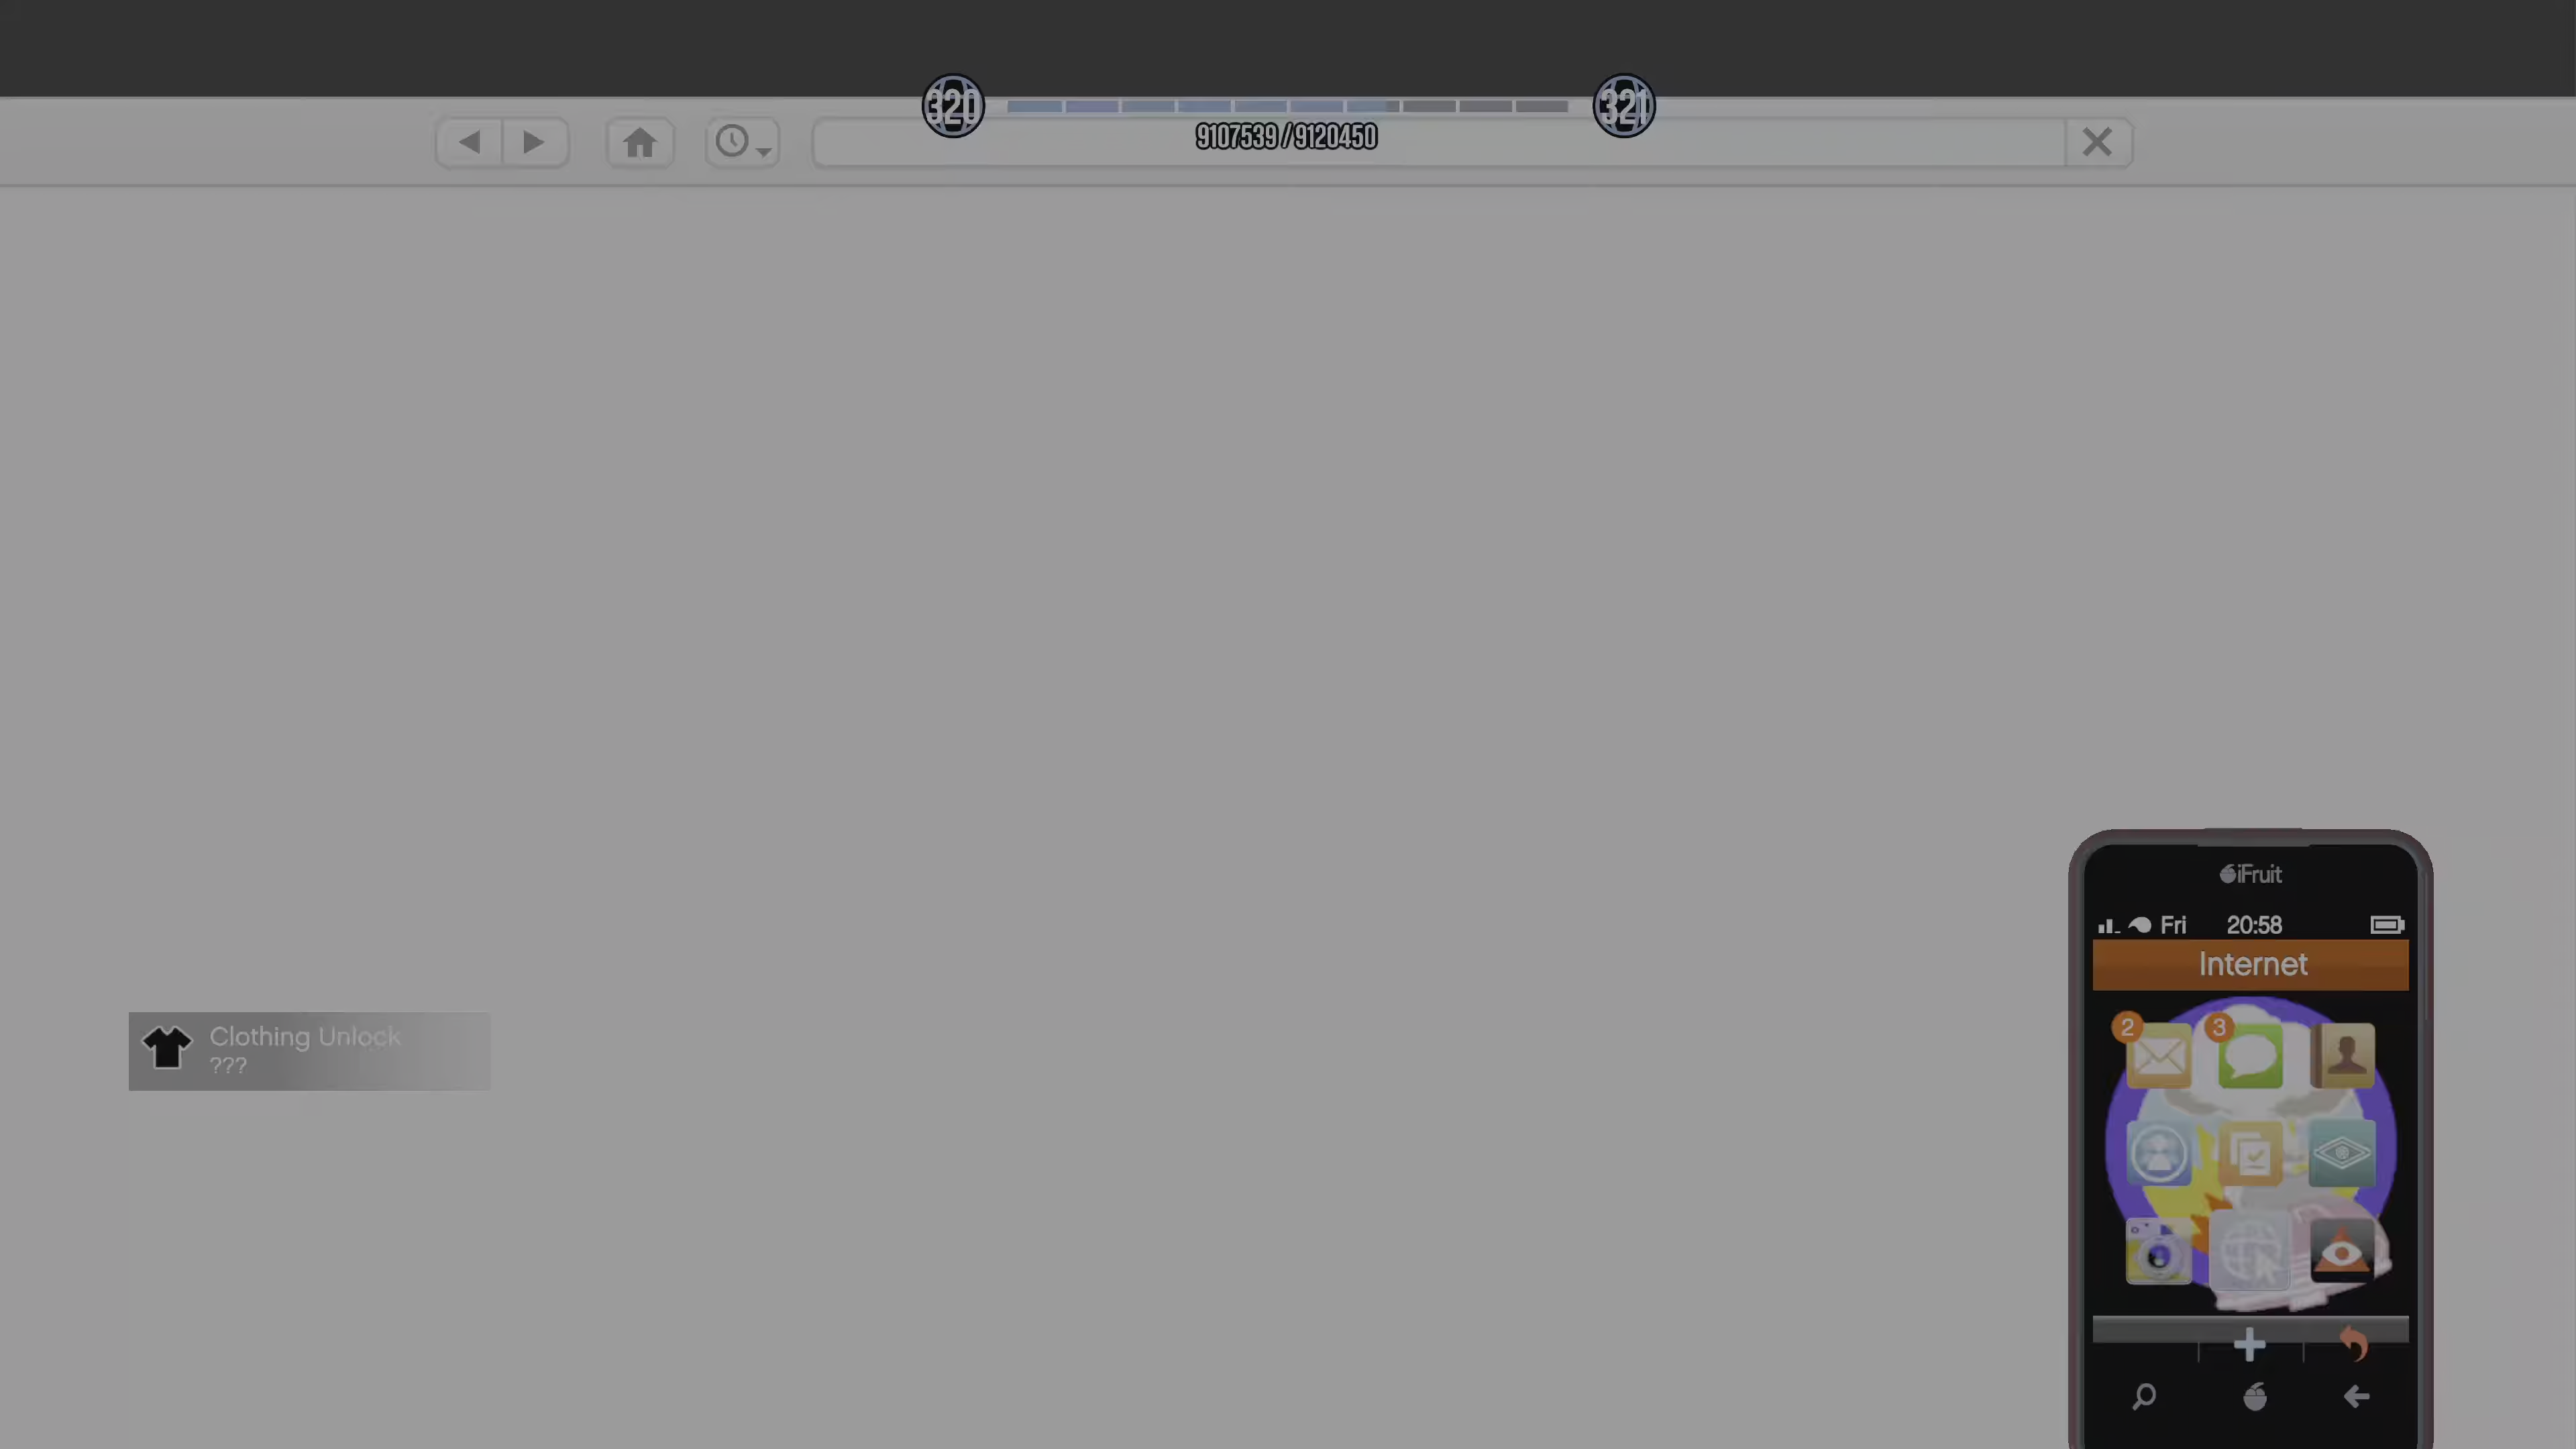 320
321
9107539 / 9120450
iFruit
Fri
20:58
Internet
2
3
Clothing Unlock
???